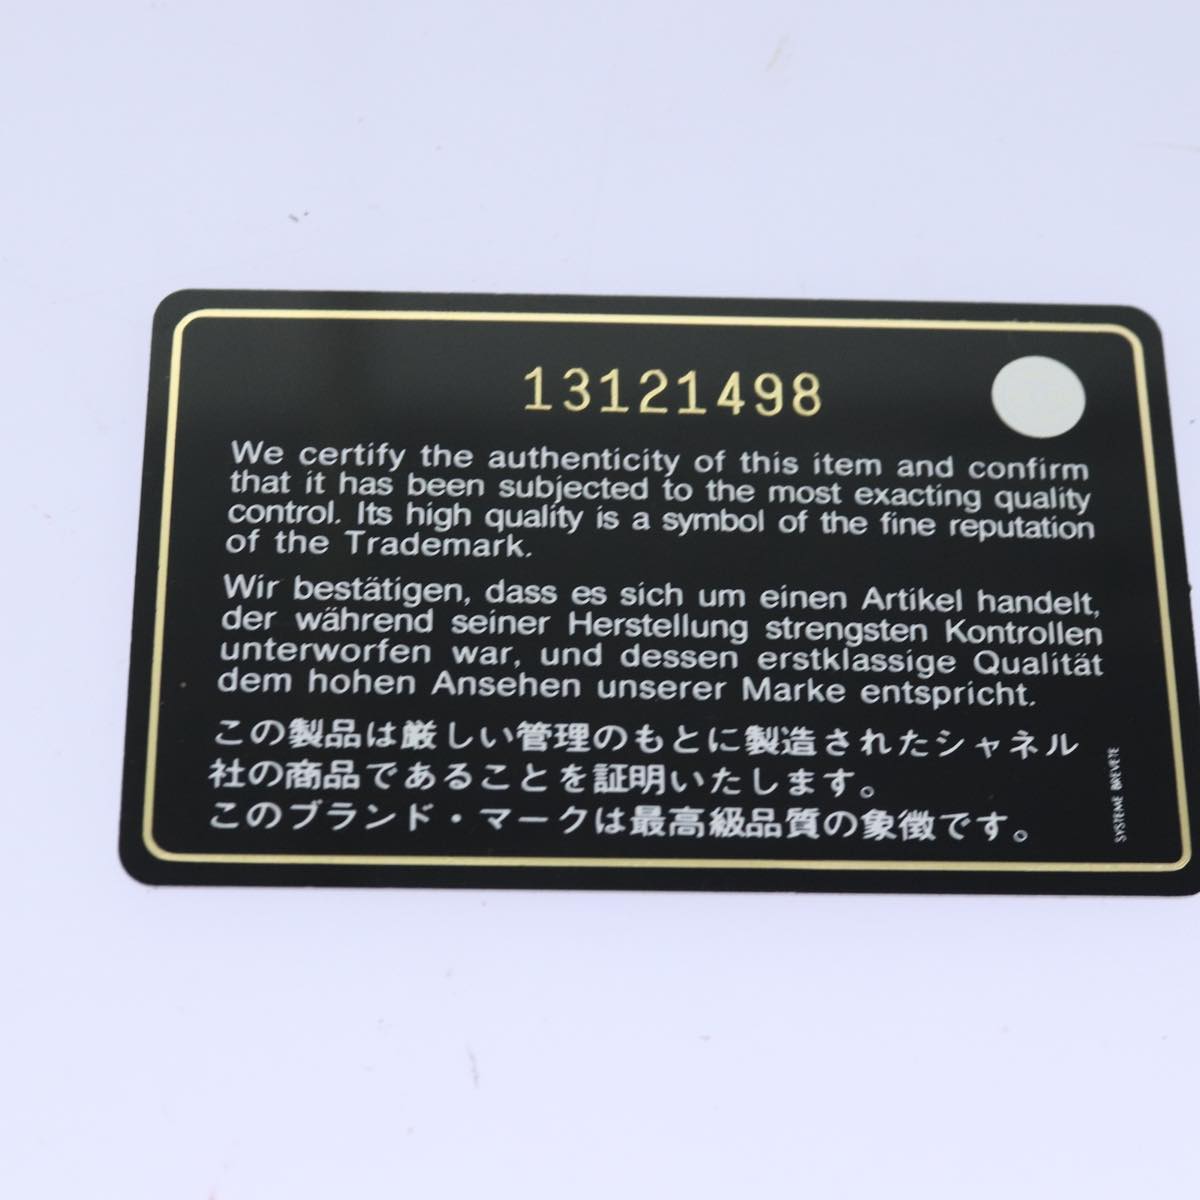 13121498
We certify the authenticity of this item and confirm
that it has been subjected to the most exacting quality
control. Its high quality is a symbol of the fine reputation
of the Trademark.
Wir bestätigen, dass es sich um einen Artikel handelt,
der während seiner Herstellung strengsten Kontrollen
unterworfen war, und dessen erstklassige Qualität
dem hohen Ansehen unserer Marke entspricht.
この製品は厳しい管理のもとに製造されたシャネル
社の商品であることを証明いたします。
このブランド・マークは最高級品質の象徴です。
SYSTEME BREVETE